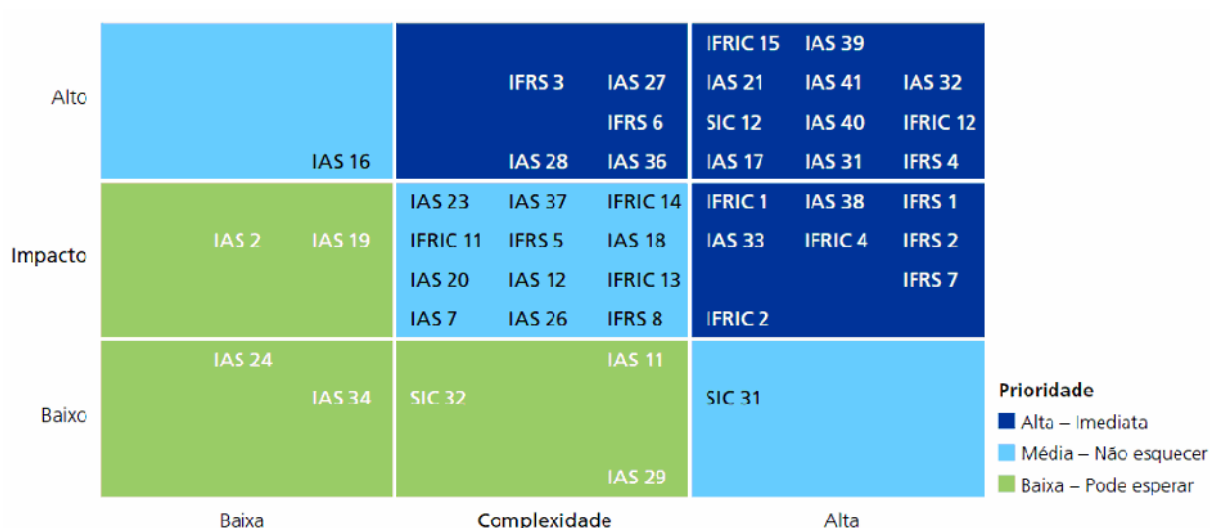 IFRIC 15 IAS 39
Alto IFRS 3 IAS 27 IAS 21 IAS 41 IAS 32
IFRS 6 SIC 12 IAS 40 IFRIC 12
IAS 16 IAS 28 IAS 36 IAS 17 IAS 31 IFRS 4
IAS 23 IAS 37 IFRIC 14 IFRIC 1 IAS 38 IFRS 1
Impacto IAS 2 IAS 19 IFRIC 11 IFRS 5 IAS 18 IAS 33 IFRIC 4 IFRS 2
IAS 20 IAS 12 IFRIC 13 IFRS 7
IAS 7 IAS 26 IFRS 8 IFRIC 2
IAS 24 IAS 11
Baixo IAS 34 SIC 32 SIC 31
IAS 29
Baixa Complexidade Alta
Prioridade
Alta – Imediata
Média – Não esquecer
Baixa – Pode esperar